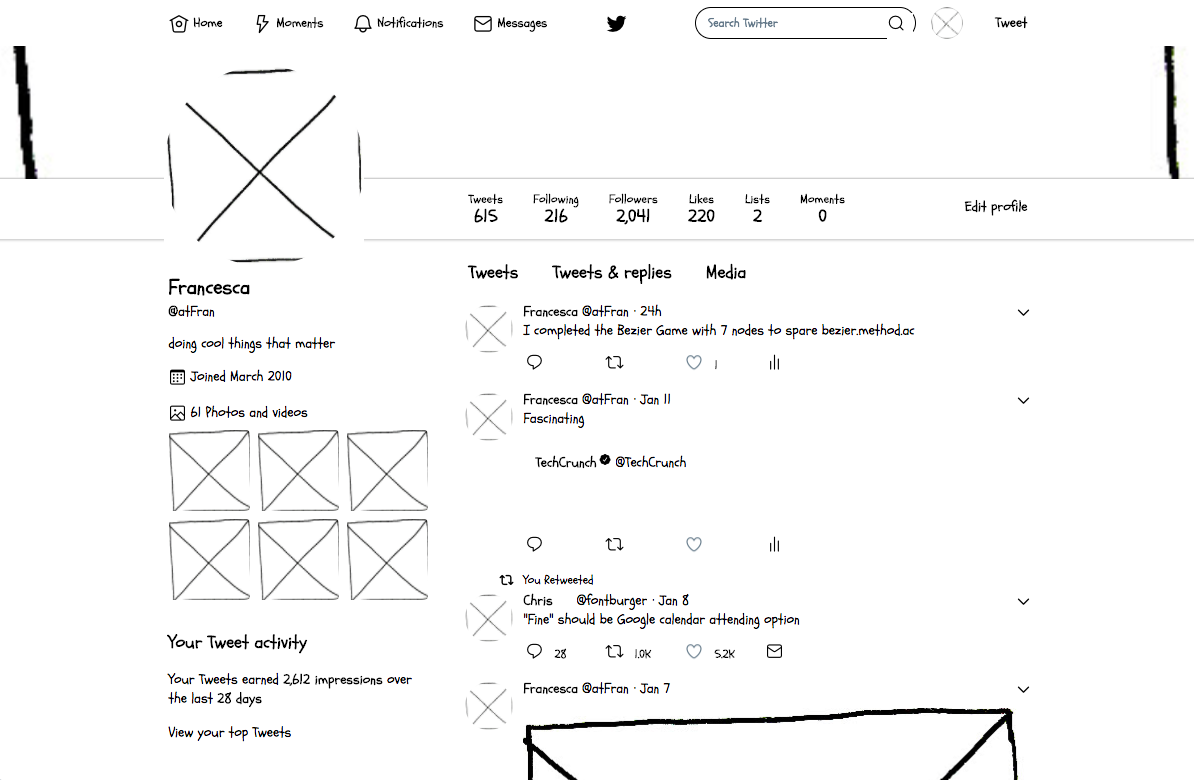 Home Moments Notifications Messages Search Twitter Tweet
Tweets Following Followers Likes Lists Moments
615 216 2,041 220 2 0
Edit profile
Francesca
@atFran
doing cool things that matter
Joined March 2010
61 Photos and videos
Your Tweet activity
Your Tweets earned 2,612 impressions over
the last 28 days
View your top Tweets
Tweets Tweets & replies Media
Francesca @atFran · 24h
I completed the Bezier Game with 7 nodes to spare bezier.method.ac
1
Francesca @atFran · Jan 11
Fascinating
TechCrunch @TechCrunch
You Retweeted
Chris @fontburger · Jan 8
"Fine" should be Google calendar attending option
28 1.0K 5.2K
Francesca @atFran · Jan 7